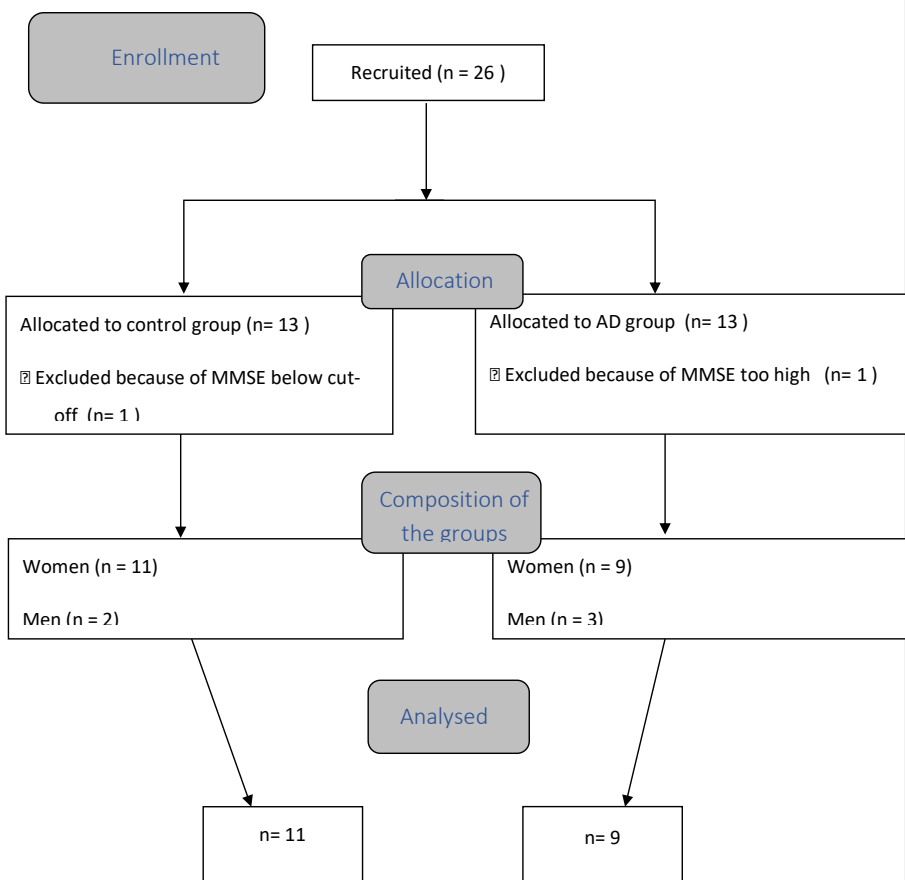 Enrollment
Recruited (n = 26 )
Allocation
Allocated to control group (n= 13 )
⍰ Excluded because of MMSE below cut-
off (n= 1 )
Allocated to AD group (n= 13 )
⍰ Excluded because of MMSE too high (n= 1 )
Composition of
the groups
Women (n = 11)
Men (n = 2)
Women (n = 9)
Men (n = 3)
Analysed
n= 11
n= 9